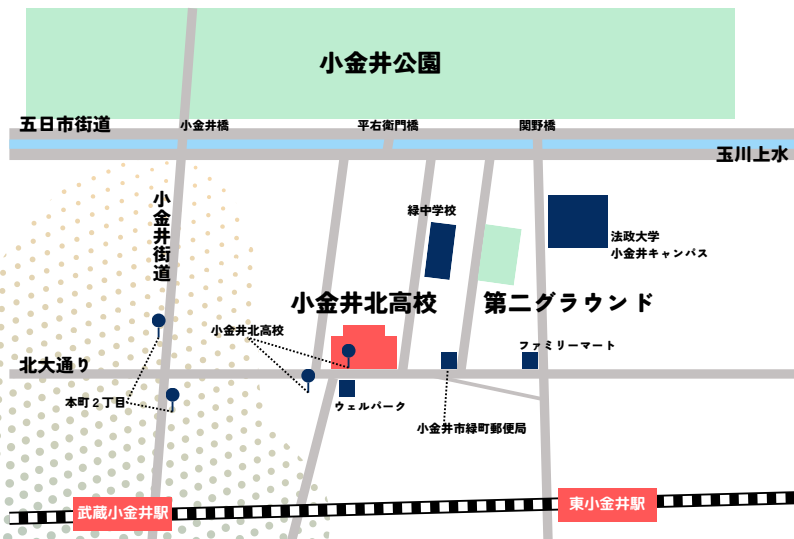 小金井公園
五日市街道
小金井橋
平右衛門橋
関野橋
玉川上水
小金井街道
緑中学校
法政大学
小金井キャンパス
小金井北高校
第二グラウンド
小金井北高校
ファミリーマート
北大通り
本町２丁目
ウェルパーク
小金井市緑町郵便局
武蔵小金井駅
東小金井駅